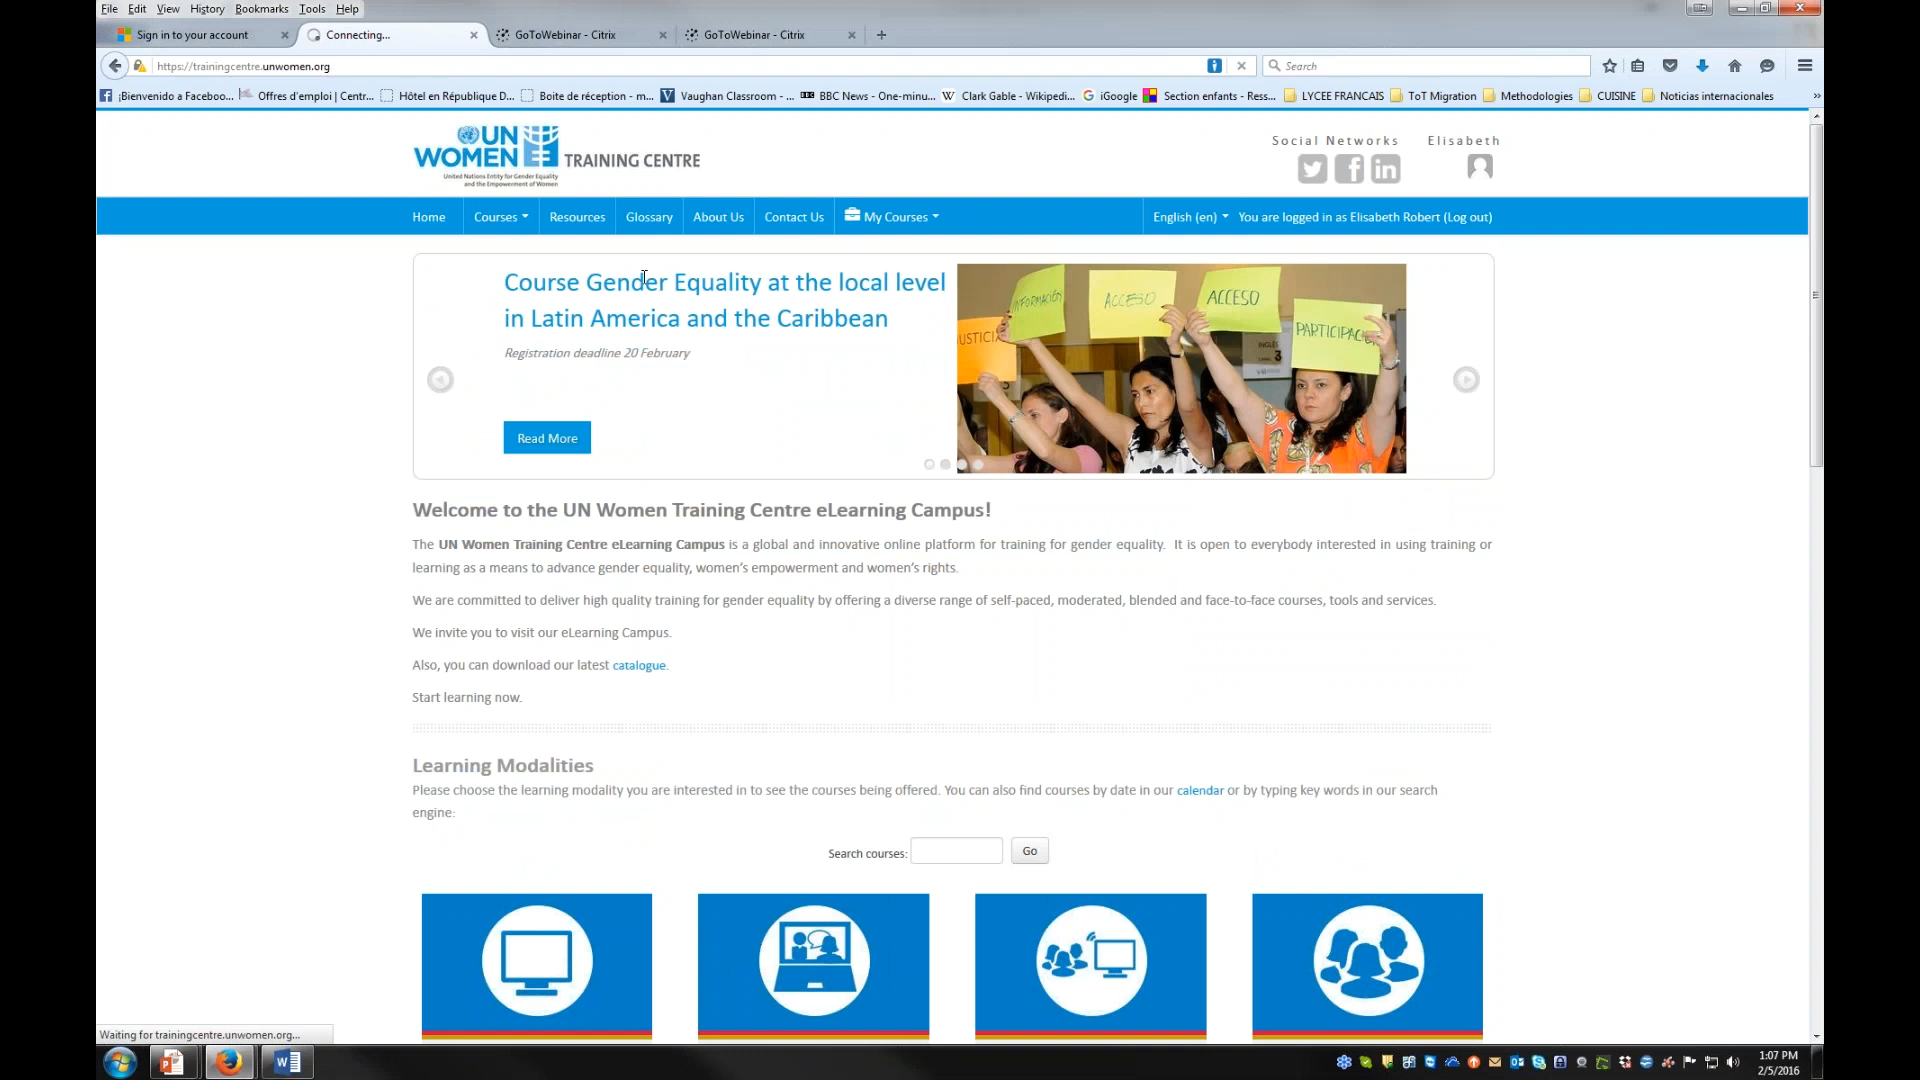 File Edit View History Bookmarks Tools Help
Sign in to your account
Connecting...
GoToWebinar - Citrix
GoToWebinar - Citrix
https://trainingcentre.unwomen.org
Search
¡Bienvenido a Faceboo...
Offres d'emploi | Centr...
Hôtel en République D...
Boite de réception - m...
Vaughan Classroom - ...
BBC News - One-minu...
Clark Gable - Wikipedi...
iGoogle
Section enfants - Ress...
LYCEE FRANCAIS
ToT Migration
Methodologies
CUISINE
Noticias internacionales
UN
WOMEN
TRAINING CENTRE
United Nations Entity for Gender Equality
and the Empowerment of Women
Social Networks
Elisabeth
Home Courses Resources Glossary About Us Contact Us My Courses English (en) You are logged in as Elisabeth Robert (Log out)
Course Gender Equality at the local level
in Latin America and the Caribbean
Registration deadline 20 February
Read More
INFORMACIÓN
ACCESO
ACCESO
PARTICIPAC
JUSTICIA
INGLÉS
3
Welcome to the UN Women Training Centre eLearning Campus!
The UN Women Training Centre eLearning Campus is a global and innovative online platform for training for gender equality. It is open to everybody interested in using training or
learning as a means to advance gender equality, women's empowerment and women's rights.
We are committed to deliver high quality training for gender equality by offering a diverse range of self-paced, moderated, blended and face-to-face courses, tools and services.
We invite you to visit our eLearning Campus.
Also, you can download our latest catalogue.
Start learning now.
Learning Modalities
Please choose the learning modality you are interested in to see the courses being offered. You can also find courses by date in our calendar or by typing key words in our search
engine:
Search courses:
Go
Waiting for trainingcentre.unwomen.org...
1:07 PM
2/5/2016